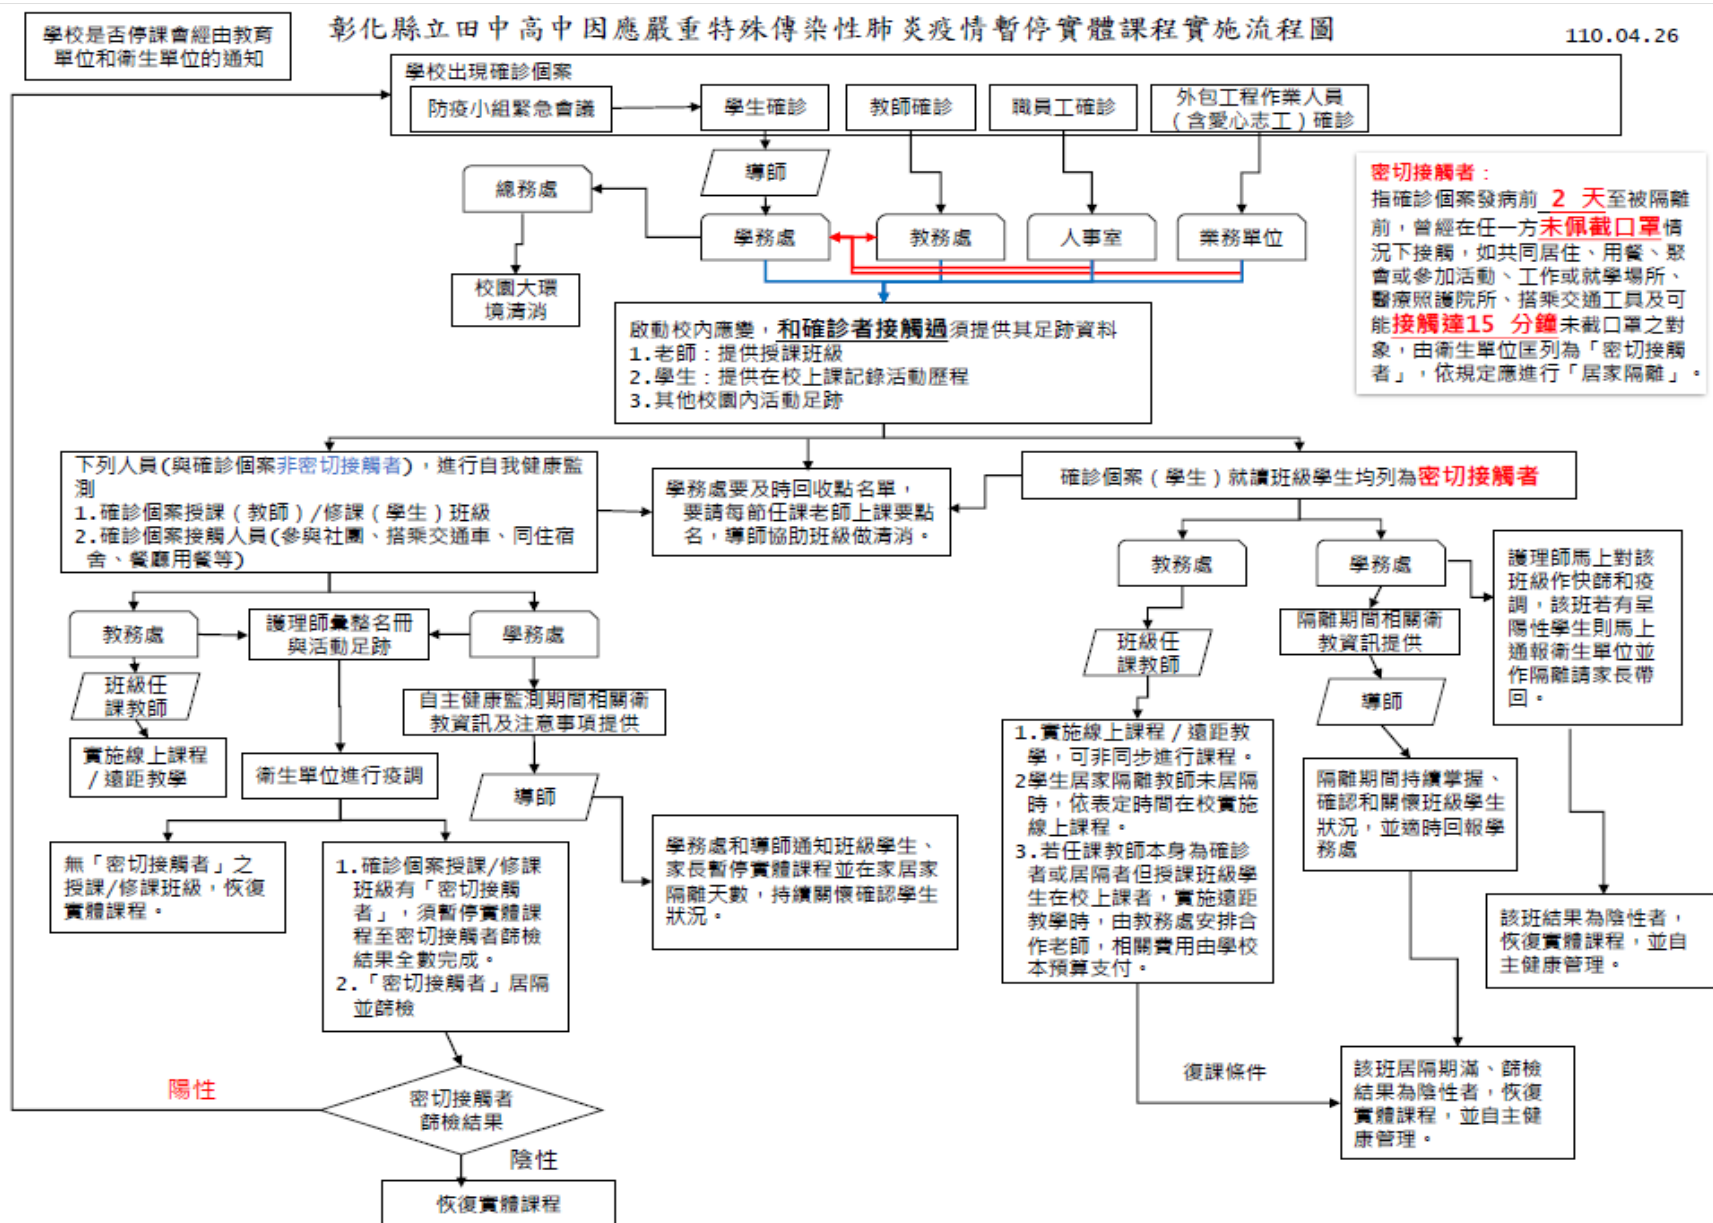 彰化縣立田中高中因應嚴重特殊傳染性肺炎疫情暫停實體課程實施流程圖
110.04.26
學校是否停課會經由教育
單位和衛生單位的通知
學校出現確診個案
防疫小組緊急會議
學生確診
教師確診
職員工確診
外包工程作業人員
(含愛心志工)確診
導師
總務處
學務處
教務處
人事室
業務單位
校園大環
境清消
密切接觸者：
指確診個案發病前 2 天至被隔離
前，曾經在任一方未佩截口罩情
況下接觸，如共同居住、用餐、聚
會或參加活動、工作或就學場所、
醫療照護院所、搭乘交通工具及可
能接觸達15 分鐘未截口罩之對
象，由衛生單位匡列為「密切接觸
者」，依規定應進行「居家隔離」。
啟動校內應變，和確診者接觸過須提供其足跡資料
1.老師：提供授課班級
2.學生：提供在校上課記錄活動歷程
3.其他校園內活動足跡
下列人員(與確診個案非密切接觸者)，進行自我健康監
測
1.確診個案授課(教師)/修課(學生)班級
2.確診個案接觸人員(參與社團、搭乘交通車、同住宿
舍、餐廳用餐等)
學務處要及時回收點名單，
要請每節任課老師上課要點
名，導師協助班級做清消。
確診個案(學生)就讀班級學生均列為密切接觸者
教務處
護理師彙整名冊
與活動足跡
學務處
班級任
課教師
實施線上課程
/遠距教學
衛生單位進行疫調
自主健康監測期間相關衛
教資訊及注意事項提供
導師
無「密切接觸者」之
授課/修課班級，恢復
實體課程。
1.確診個案授課/修課
班級有「密切接觸
者」，須暫停實體課
程至密切接觸者篩檢
結果全數完成。
2.「密切接觸者」居隔
並篩檢
學務處和導師通知班級學生、
家長暫停實體課程並在家居家
隔離天數，持續關懷確認學生
狀況。
教務處
學務處
護理師馬上對該
班級作快篩和疫
調，該班若有呈
陽性學生則馬上
通報衛生單位並
作隔離請家長帶
回。
班級任
課教師
隔離期間相關衛
教資訊提供
導師
1.實施線上課程/遠距教
學，可非同步進行課程。
2學生居家隔離教師未居隔
時，依表定時間在校實施
線上課程。
3.若任課教師本身為確診
者或居隔者但授課班級學
生在校上課者，實施遠距
教學時，由教務處安排合
作老師，相關費用由學校
本預算支付。
隔離期間持續掌握、
確認和關懷班級學生
狀況，並適時回報學
務處
該班結果為陰性者，
恢復實體課程，並自
主健康管理。
復課條件
該班居隔期滿、篩檢
結果為陰性者，恢復
實體課程，並自主健
康管理。
陽性
密切接觸者
篩檢結果
陰性
恢復實體課程